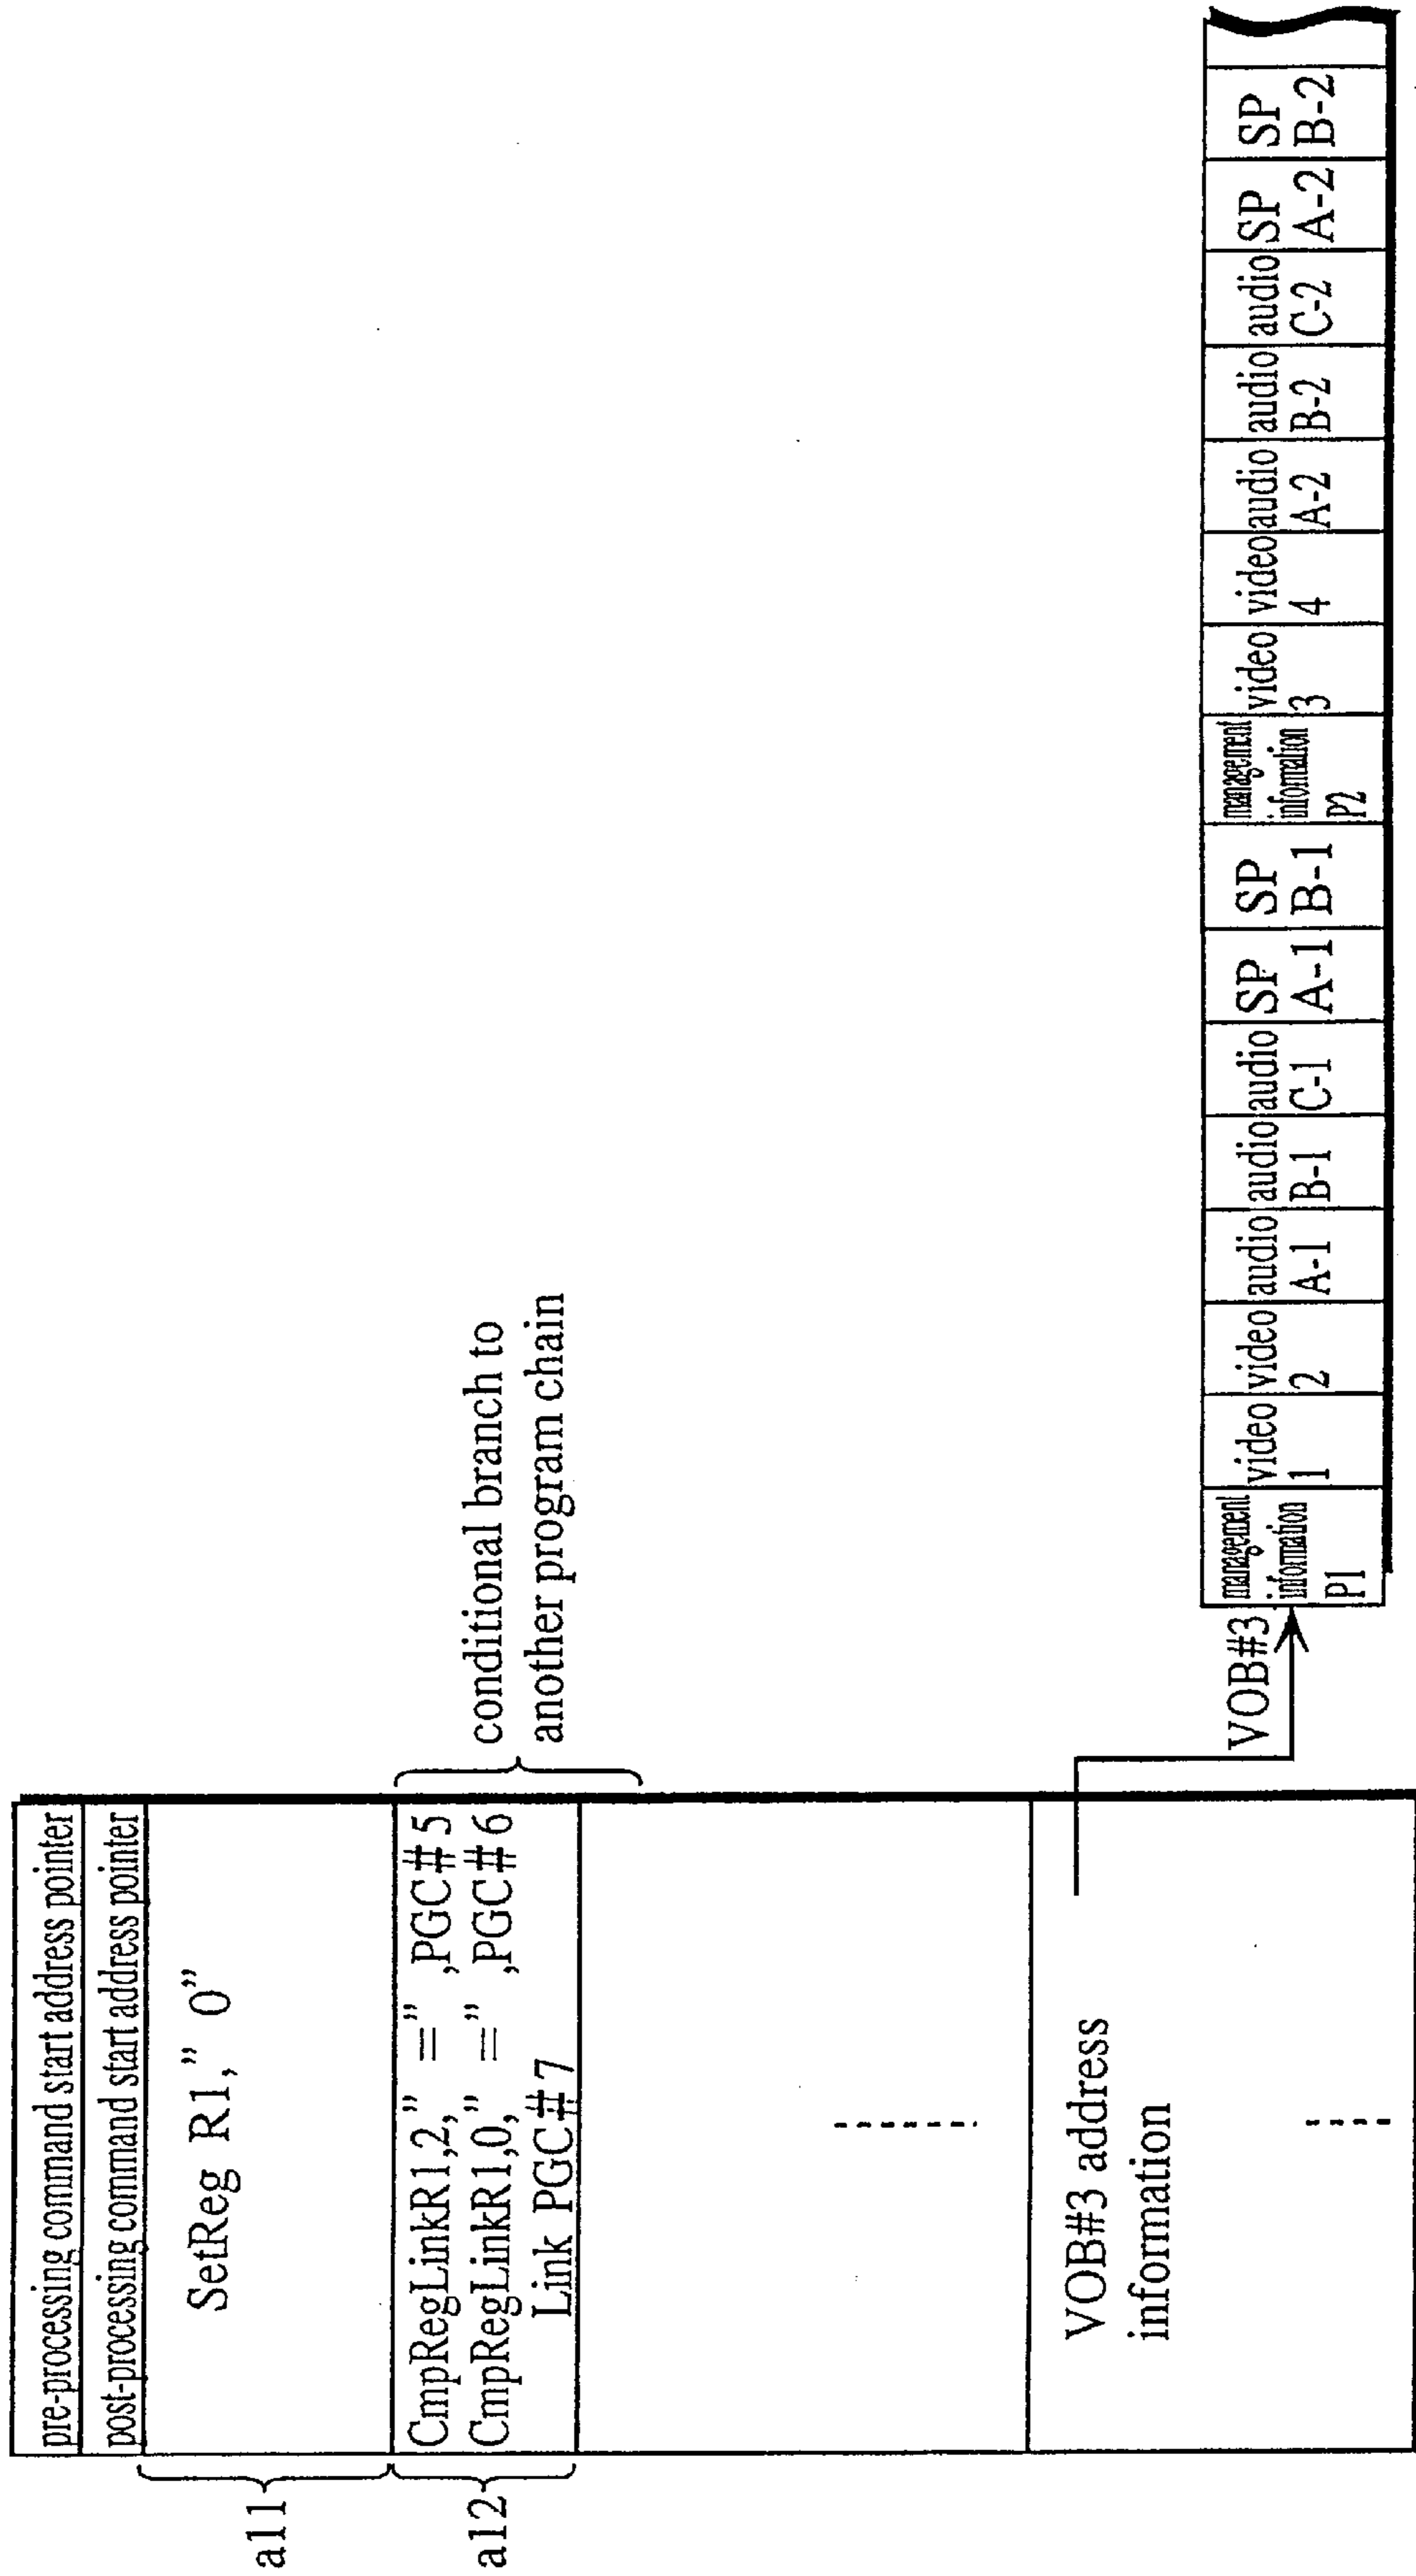 pre-processing command start address pointer
post-processing command start address pointer
a11
SetReg R1," 0"
a12
CmpRegLinkR1,2," =" ,PGC#5
CmpRegLinkR1,0," =" ,PGC#6
Link PGC#7
conditional branch to
another program chain
VOB#3 address
information
VOB#3
management
information
P1
video
1
video
2
audio
A-1
audio
B-1
audio
C-1
SP
A-1
SP
B-1
management
information
P2
video
3
video
4
audio
A-2
audio
B-2
audio
C-2
SP
A-2
SP
B-2